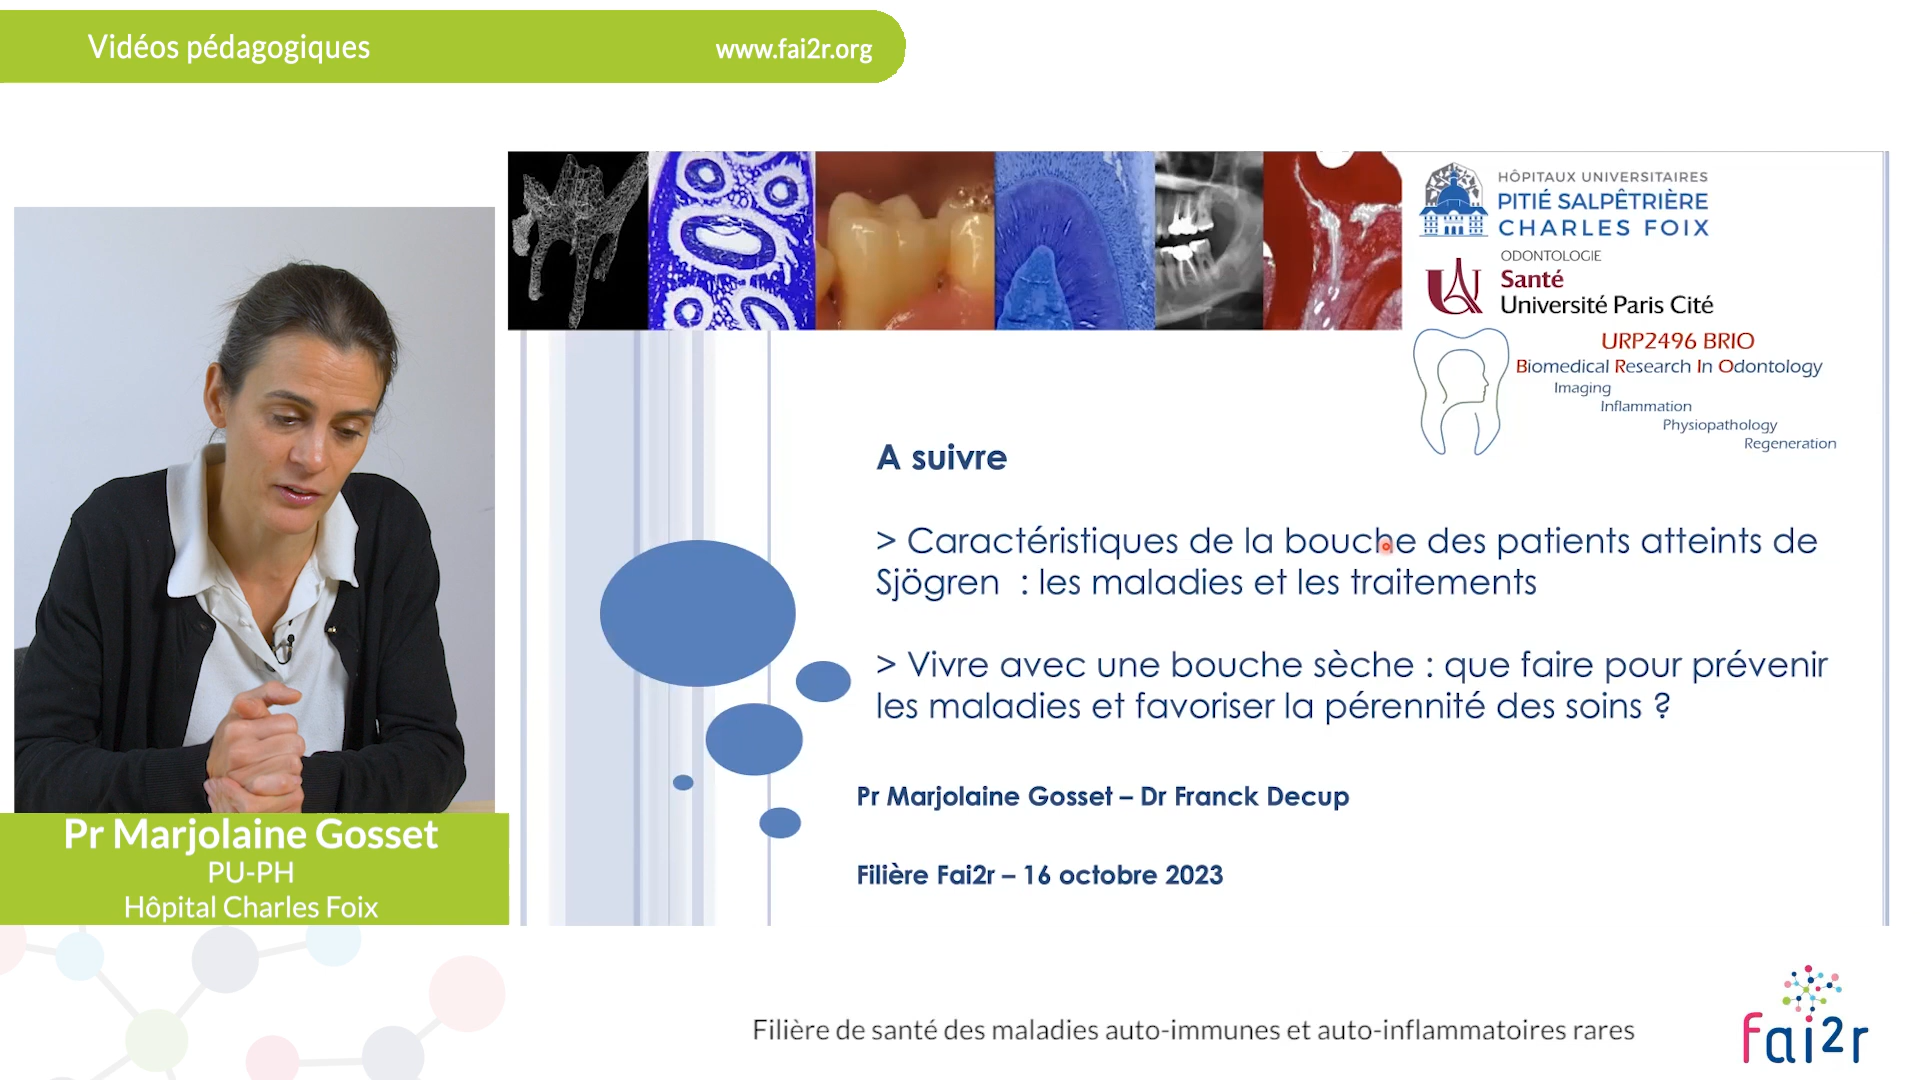 Vidéos pédagogiques
www.fai2r.org
HÔPITAUX UNIVERSITAIRES
PITIÉ SALPÊTRIÈRE
CHARLES FOIX
ODONTOLOGIE
Santé
Université Paris Cité
URP2496 BRIO
Biomedical Research In Odontology
Imaging
Inflammation
Physiopathology
Regeneration
A suivre
> Caractéristiques de la bouche des patients atteints de
Sjögren : les maladies et les traitements
> Vivre avec une bouche sèche : que faire pour prévenir
les maladies et favoriser la pérennité des soins ?
Pr Marjolaine Gosset – Dr Franck Decup
Filière Fai2r – 16 octobre 2023
Pr Marjolaine Gosset
PU-PH
Hôpital Charles Foix
Filière de santé des maladies auto-immunes et auto-inflammatoires rares
fai2r